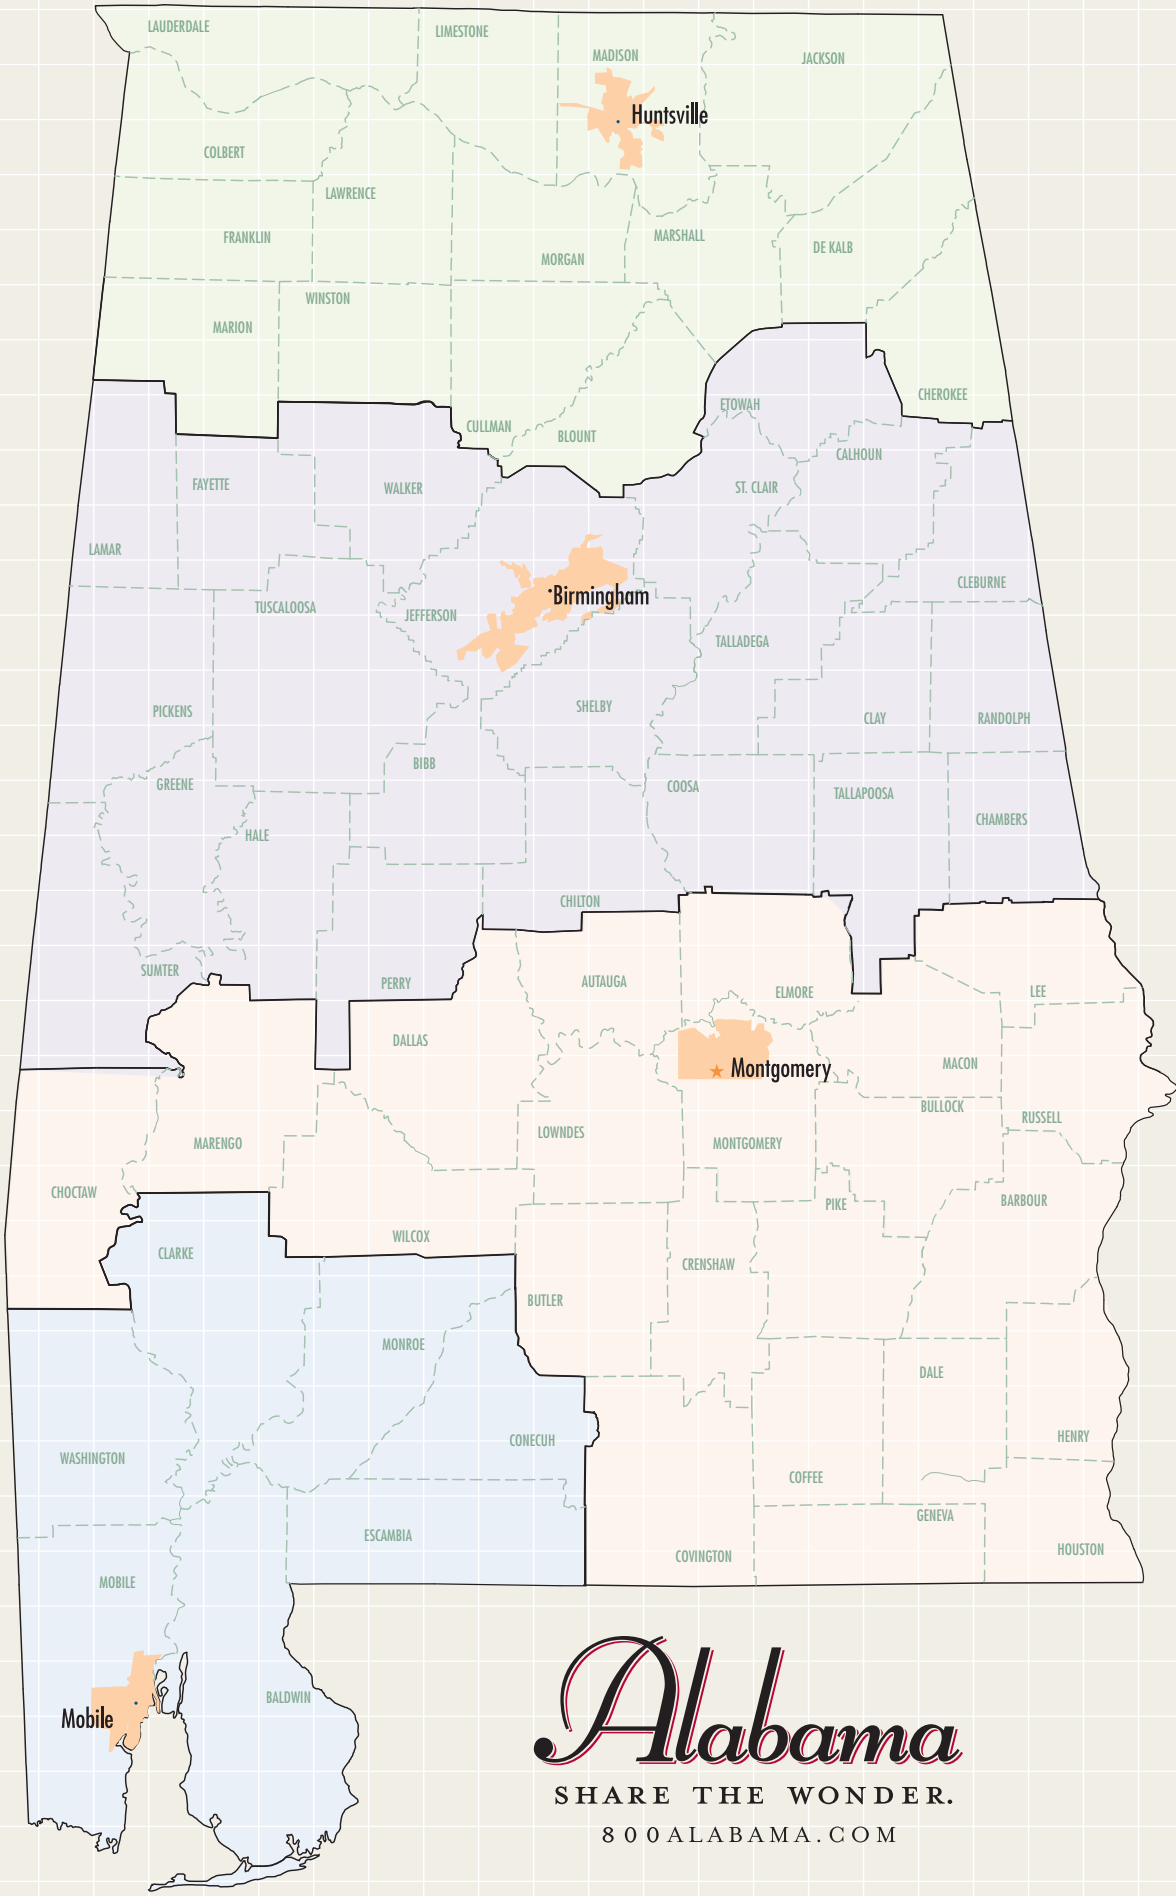 LAUDERDALE
LIMESTONE
MADISON
JACKSON
Huntsville
COLBERT
LAWRENCE
FRANKLIN
MORGAN
MARSHALL
DE KALB
WINSTON
MARION
CHEROKEE
ETOWAH
CULLMAN
BLOUNT
CALHOUN
FAYETTE
WALKER
ST. CLAIR
LAMAR
CLEBURNE
Birmingham
TUSCALOOSA
JEFFERSON
TALLADEGA
PICKENS
SHELBY
CLAY
RANDOLPH
BIBB
GREENE
COOSA
TALLAPOOSA
CHAMBERS
HALE
CHILTON
SUMTER
PERRY
AUTAUGA
ELMORE
LEE
DALLAS
Montgomery
MACON
BULLOCK
RUSSELL
LOWNDES
MARENGO
MONTGOMERY
CHOCTAW
PIKE
BARBOUR
WILCOX
CLARKE
CRENSHAW
BUTLER
MONROE
DALE
CONECUH
HENRY
WASHINGTON
COFFEE
GENEVA
ESCAMBIA
COVINGTON
HOUSTON
MOBILE
BALDWIN
Mobile
Alabama
SHARE THE WONDER.
800ALABAMA.COM